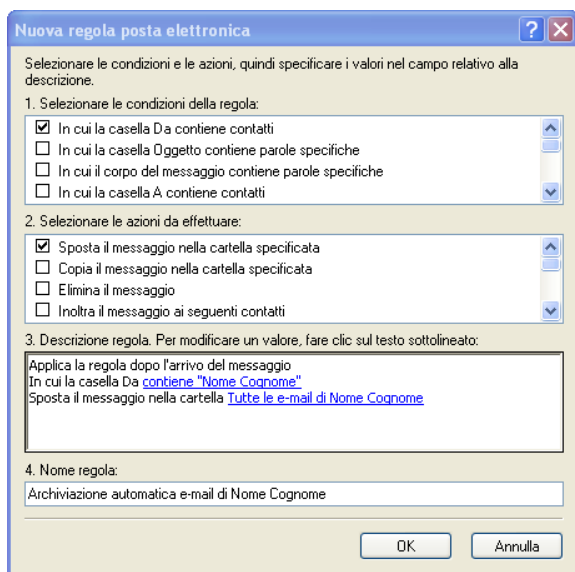 Nuova regola posta elettronica
Selezionare le condizioni e le azioni, quindi specificare i valori nel campo relativo alla
descrizione.
1. Selezionare le condizioni della regola:
In cui la casella Da contiene contatti
In cui la casella Oggetto contiene parole specifiche
In cui il corpo del messaggio contiene parole specifiche
In cui la casella A contiene contatti
2. Selezionare le azioni da effettuare:
Sposta il messaggio nella cartella specificata
Copia il messaggio nella cartella specificata
Elimina il messaggio
Inoltra il messaggio ai seguenti contatti
3. Descrizione regola. Per modificare un valore, fare clic sul testo sottolineato:
Applica la regola dopo l'arrivo del messaggio
In cui la casella Da contiene "Nome Cognome"
Sposta il messaggio nella cartella Tutte le e-mail di Nome Cognome
4. Nome regola:
Archiviazione automatica e-mail di Nome Cognome
OK Annulla